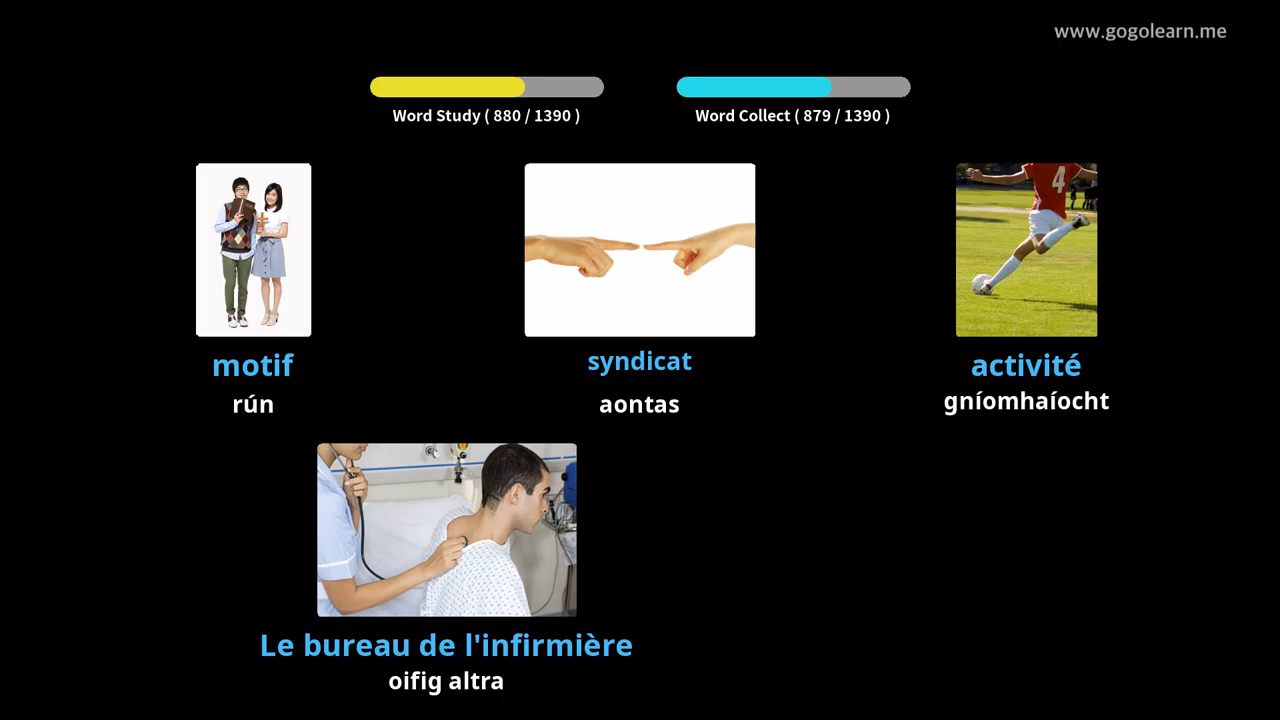 www.gogolearn.me
Word Study ( 880 / 1390 )
Word Collect ( 879 / 1390 )
motif
rún
syndicat
aontas
activité
gníomhaíocht
4
Le bureau de l'infirmière
oifig altra